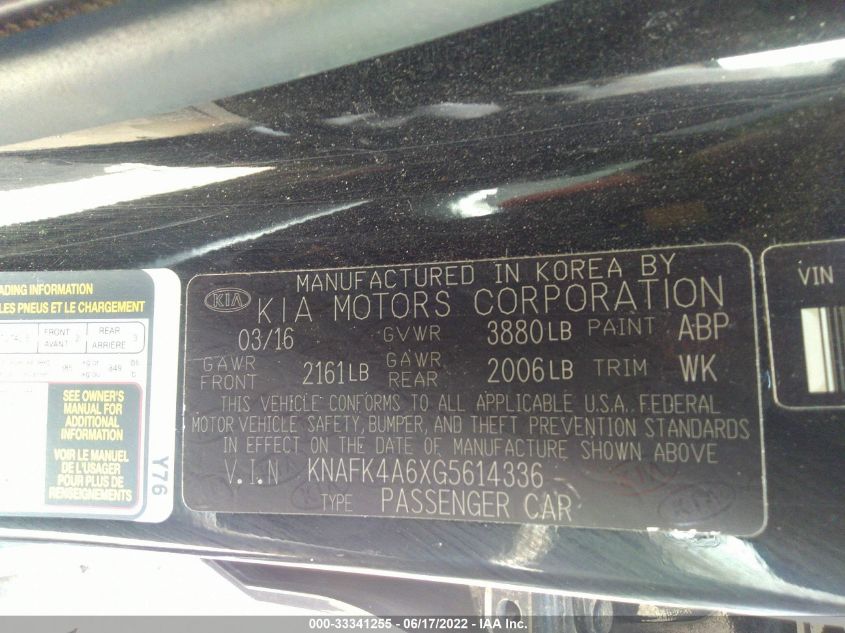 MANUFACTURED IN KOREA BY
KIA KIA MOTORS CORPORATION
03/16 GVWR 3880LB PAINT ABP
GAWR FRONT 2161LB GAWR REAR 2006LB TRIM WK
THIS VEHICLE CONFORMS TO ALL APPLICABLE U.S.A. FEDERAL
MOTOR VEHICLE SAFETY, BUMPER, AND THEFT PREVENTION STANDARDS
IN EFFECT ON THE DATE OF MANUFACTURE SHOWN ABOVE
V.I.N KNAFK4A6XG5614336
TYPE PASSENGER CAR
INFORMATION
LES PNEUS ET LE CHARGEMENT
FRONT 2 REAR 3
AVANT ARRIÈRE
SEE OWNER'S
MANUAL FOR
ADDITIONAL
INFORMATION
VOIR LE MANUEL
DE L'USAGER
POUR PLUS DE
RENSEIGNEMENTS
Y76
VIN
000-33341255 - 06/17/2022 - IAA Inc.